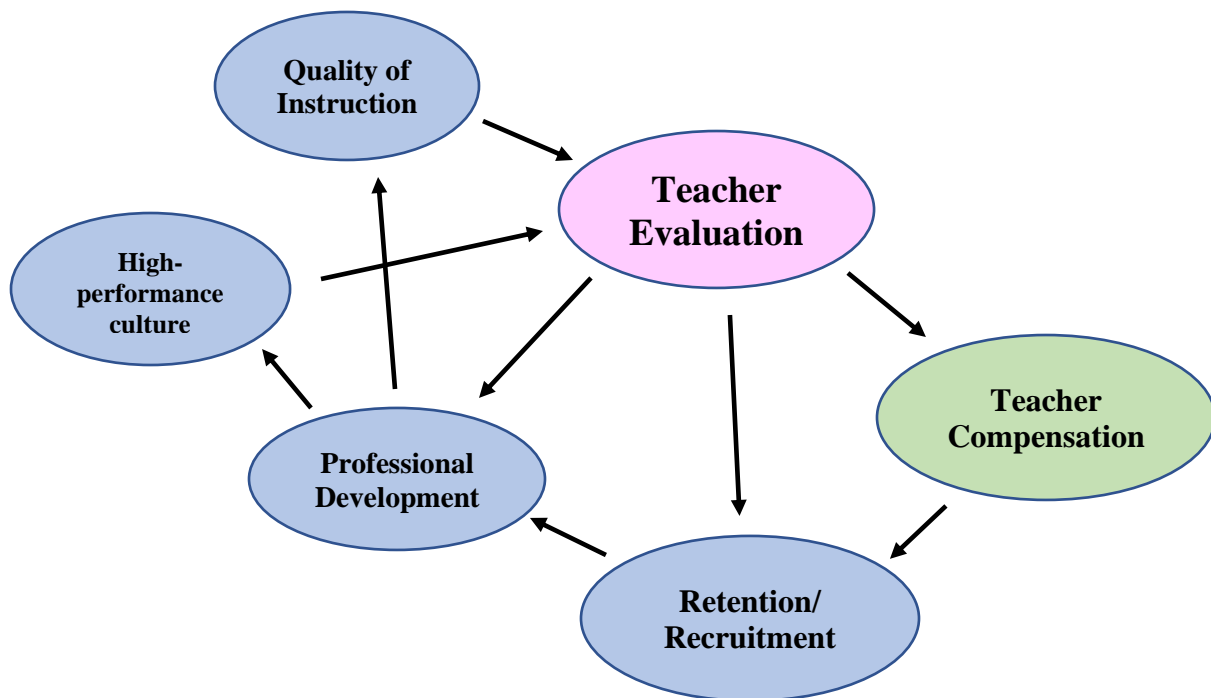 Quality of
Instruction
Teacher
Evaluation
High-
performance
culture
Teacher
Compensation
Professional
Development
Retention/
Recruitment